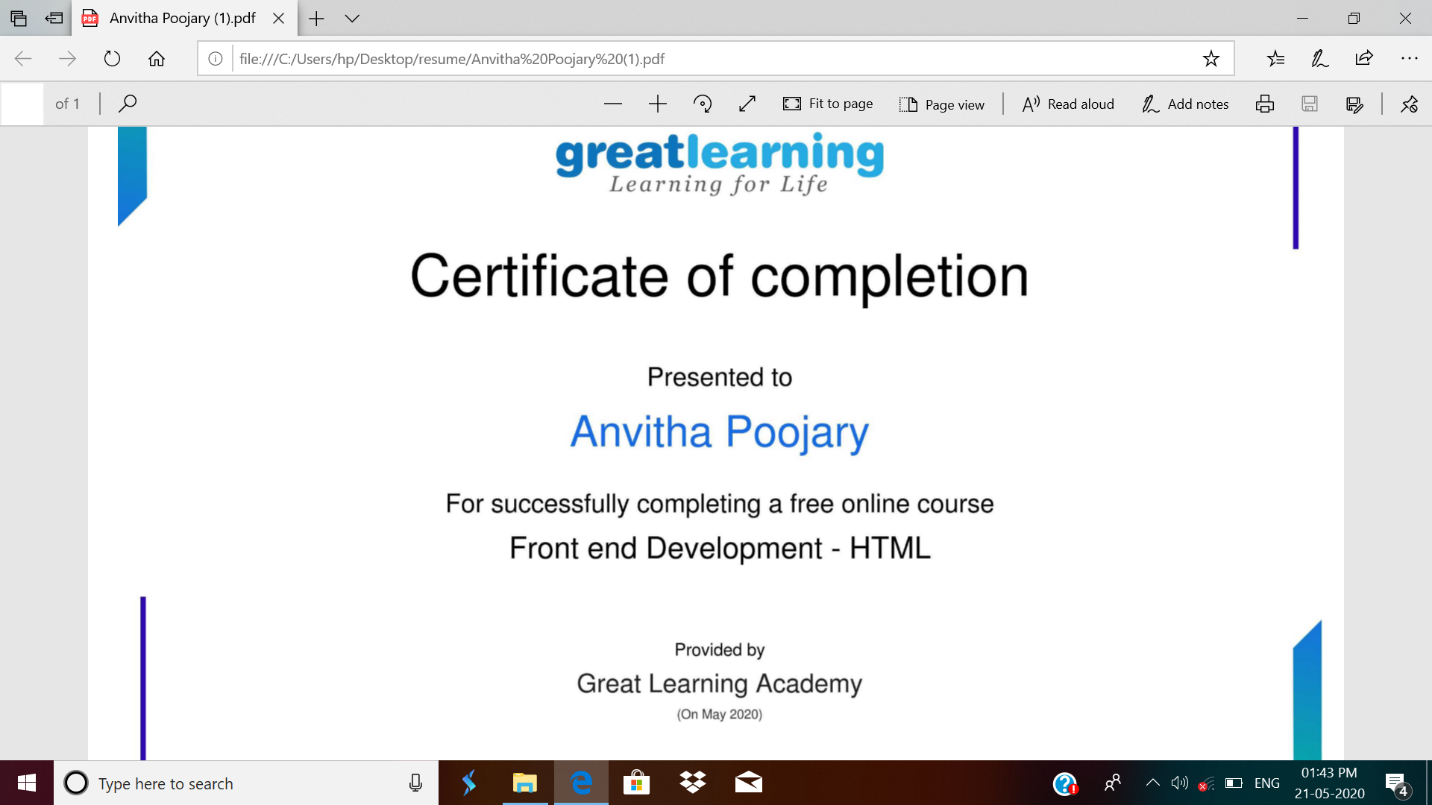 Anvitha Poojary (1).pdf
file:///C:/Users/hp/Desktop/resume/Anvitha%20Poojary%20(1).pdf
of 1
Fit to page
Page view
Read aloud
Add notes
greatlearning
Learning for Life
Certificate of completion
Presented to
Anvitha Poojary
For successfully completing a free online course
Front end Development - HTML
Provided by
Great Learning Academy
(On May 2020)
Type here to search
ENG
01:43 PM
21-05-2020
4